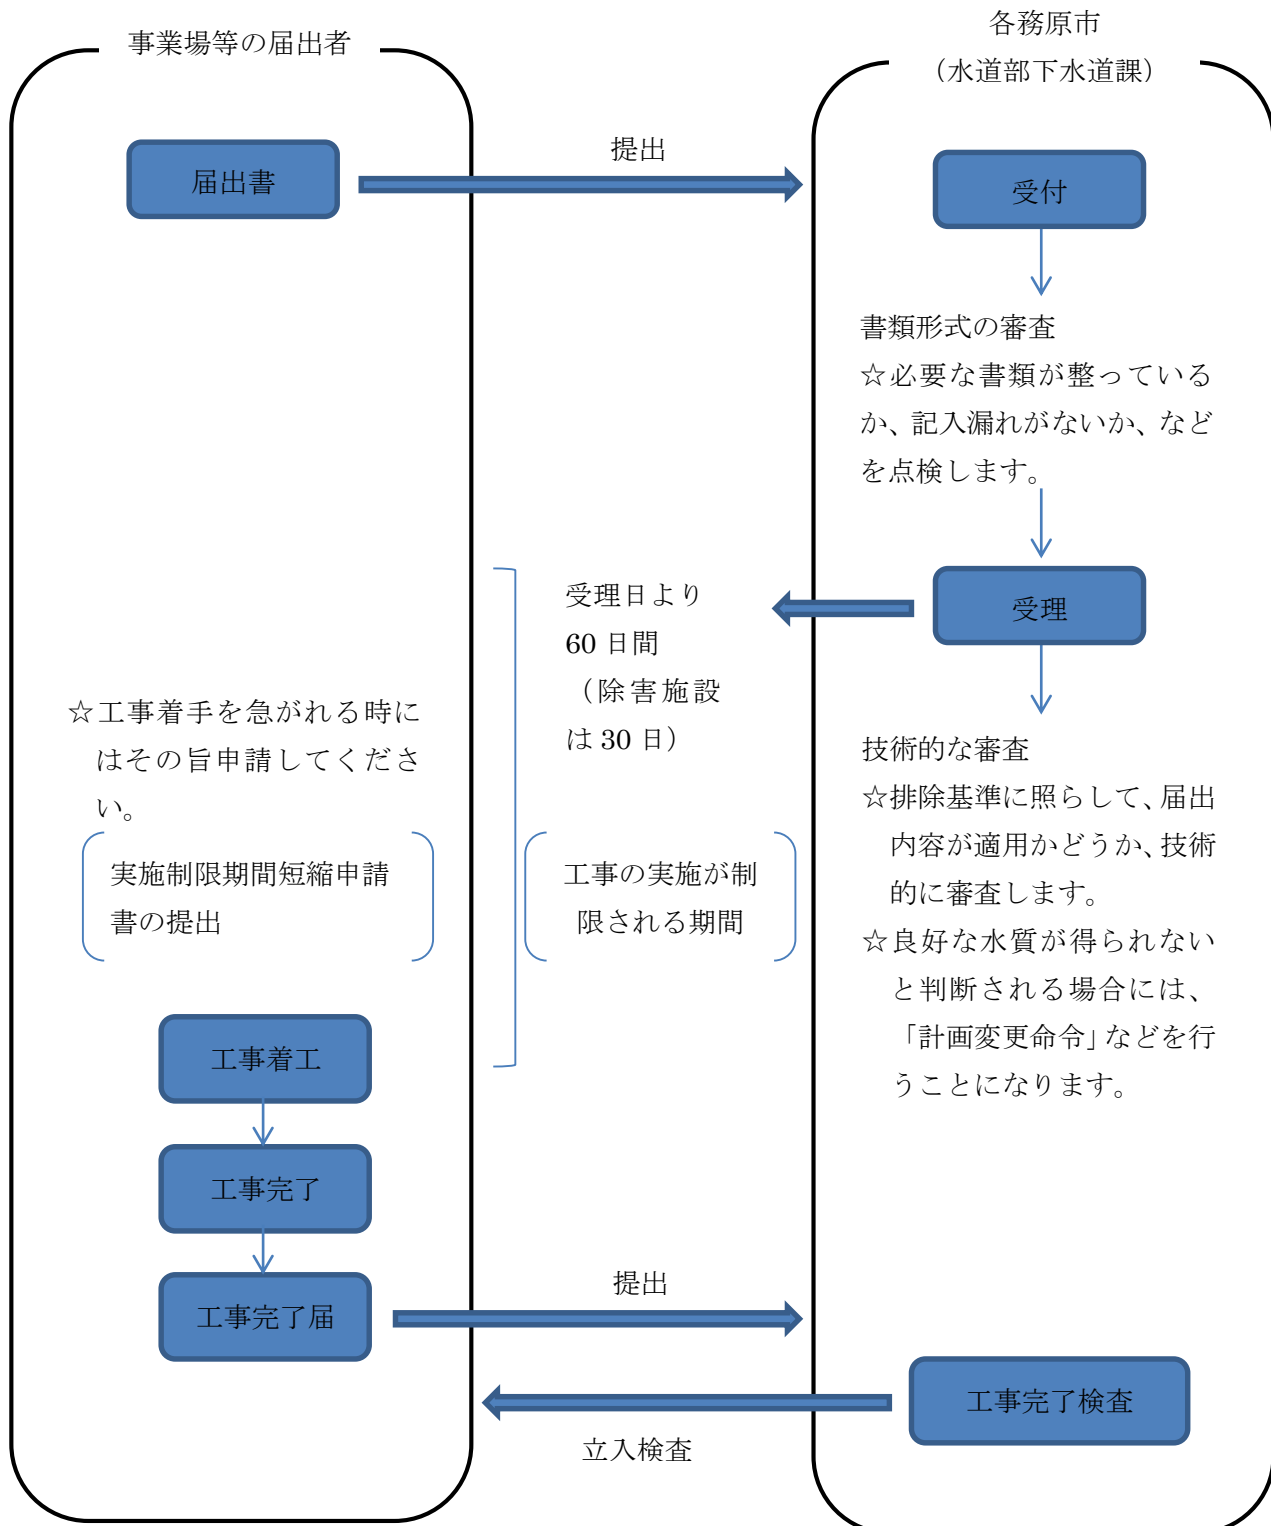 事業場等の届出者
各務原市
（水道部下水道課）
届出書
提出
受付
書類形式の審査
☆必要な書類が整っている
か、記入漏れがないか、など
を点検します。
受理
受理日より
60 日間
（除害施設
は 30 日）
☆工事着手を急がれる時に
はその旨申請してくださ
い。
実施制限期間短縮申請
書の提出
工事の実施が制
限される期間
技術的な審査
☆排除基準に照らして、届出
内容が適用かどうか、技術
的に審査します。
☆良好な水質が得られない
と判断される場合には、
「計画変更命令」などを行
うことになります。
工事着工
工事完了
工事完了届
提出
工事完了検査
立入検査